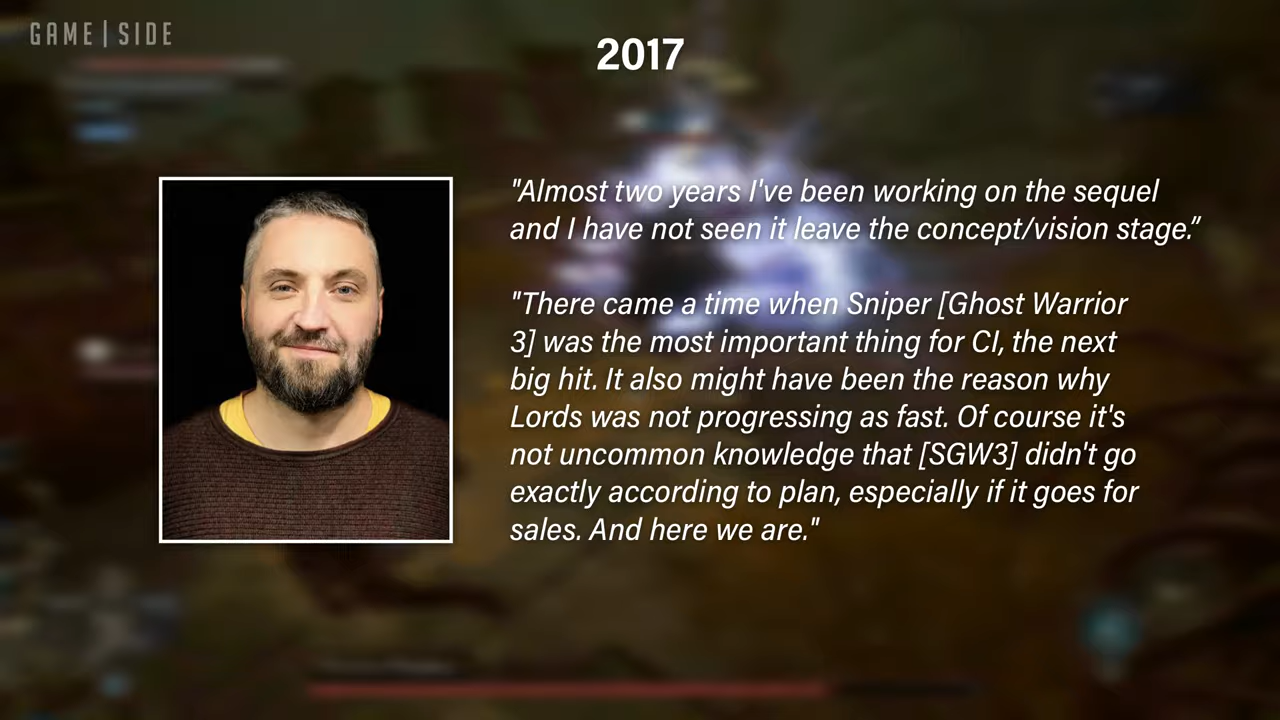 GAME | SIDE
2017
"Almost two years I've been working on the sequel
and I have not seen it leave the concept/vision stage.”
"There came a time when Sniper [Ghost Warrior
3] was the most important thing for CI, the next
big hit. It also might have been the reason why
Lords was not progressing as fast. Of course it's
not uncommon knowledge that [SGW3] didn't go
exactly according to plan, especially if it goes for
sales. And here we are."